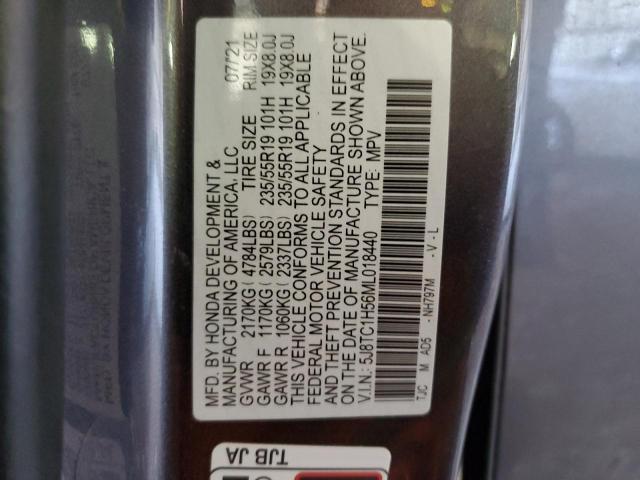 MFD. BY HONDA DEVELOPMENT & 07/'21
MANUFACTURING OF AMERICA, LLC
GVWR 2170KG ( 4784LBS) TIRE SIZE RIM SIZE
GAWR F 1170KG ( 2579LBS) 235/55R19 101H 19X8.0J
GAWR R 1060KG ( 2337LBS) 235/55R19 101H 19X8.0J
THIS VEHICLE CONFORMS TO ALL APPLICABLE
FEDERAL MOTOR VEHICLE SAFETY
AND THEFT PREVENTION STANDARDS IN EFFECT
ON THE DATE OF MANUFACTURE SHOWN ABOVE.
V.I.N.: 5J8TC1H56ML018440 TYPE: MPV
TJC M AD5 -NH797M -V-L
TJB JA